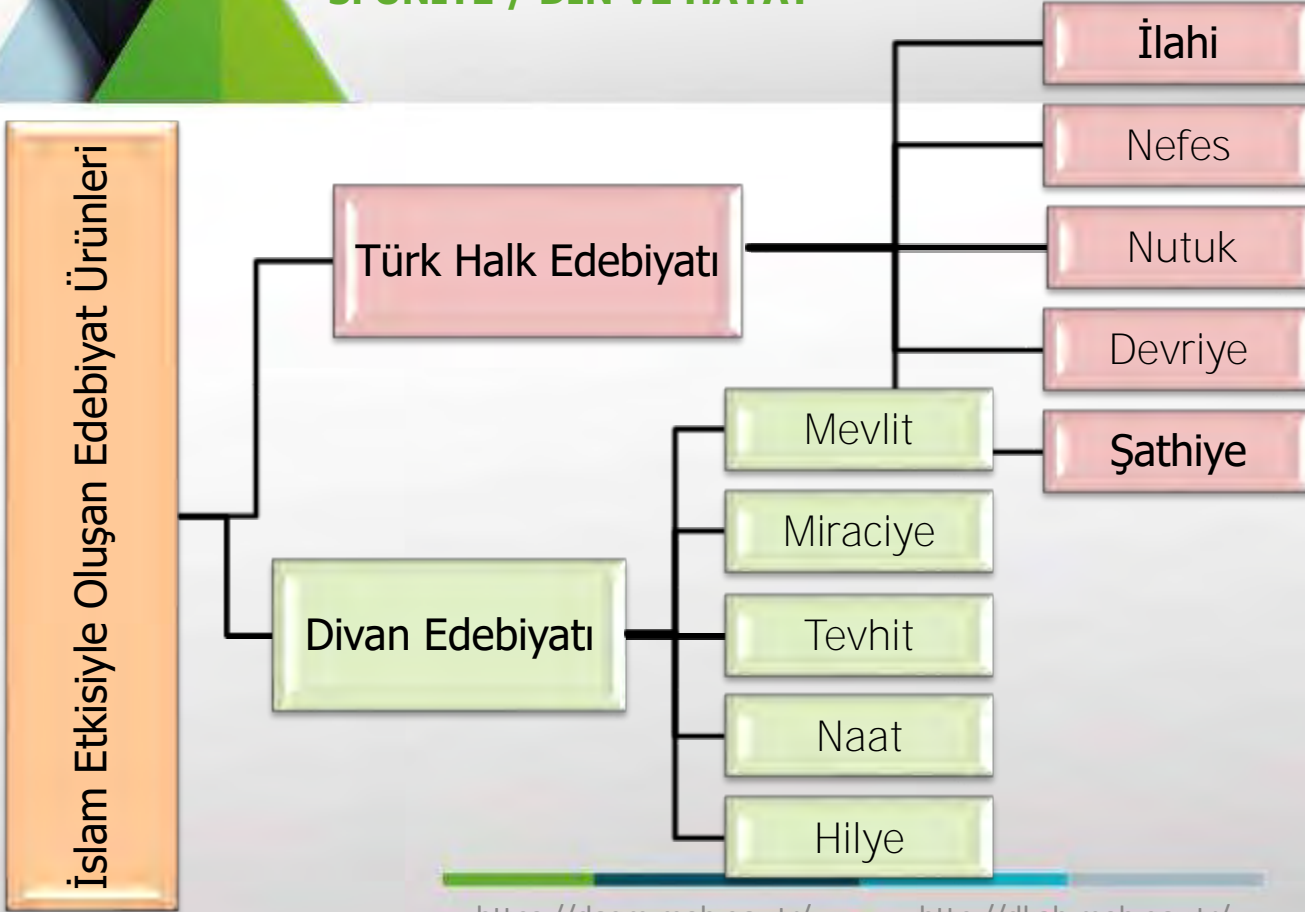 İslam Etkisiyle Oluşan Edebiyat Ürünleri
Türk Halk Edebiyatı
İlahi
Nefes
Nutuk
Devriye
Şathiye
Divan Edebiyatı
Mevlit
Miraciye
Tevhit
Naat
Hilye